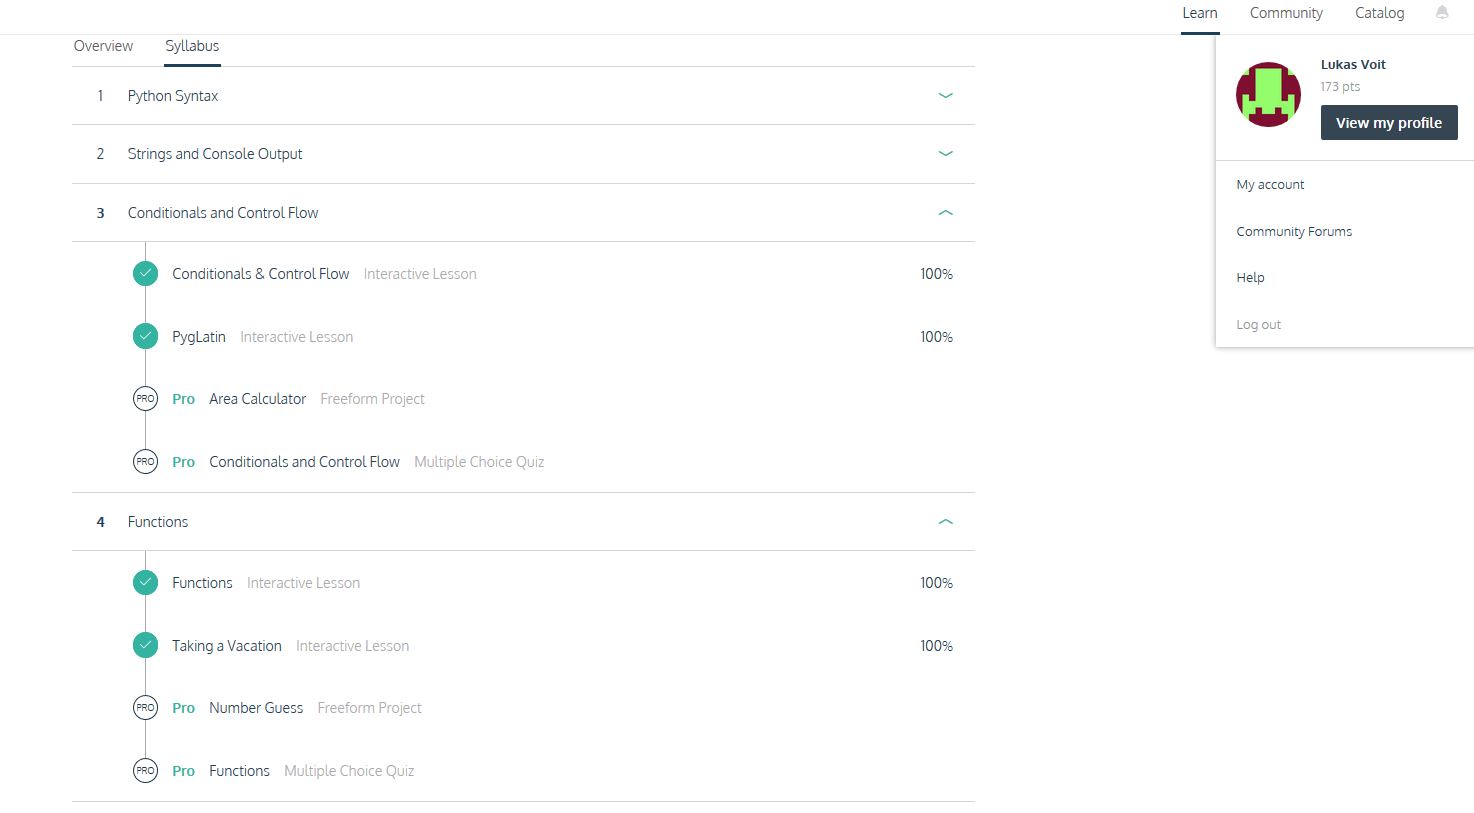 Learn Community Catalog
Overview Syllabus
Lukas Voit
173 pts
View my profile
My account
Community Forums
Help
Log out
1 Python Syntax
2 Strings and Console Output
3 Conditionals and Control Flow
Conditionals & Control Flow Interactive Lesson 100%
PygLatin Interactive Lesson 100%
PRO Pro Area Calculator Freeform Project
PRO Pro Conditionals and Control Flow Multiple Choice Quiz
4 Functions
Functions Interactive Lesson 100%
Taking a Vacation Interactive Lesson 100%
PRO Pro Number Guess Freeform Project
PRO Pro Functions Multiple Choice Quiz